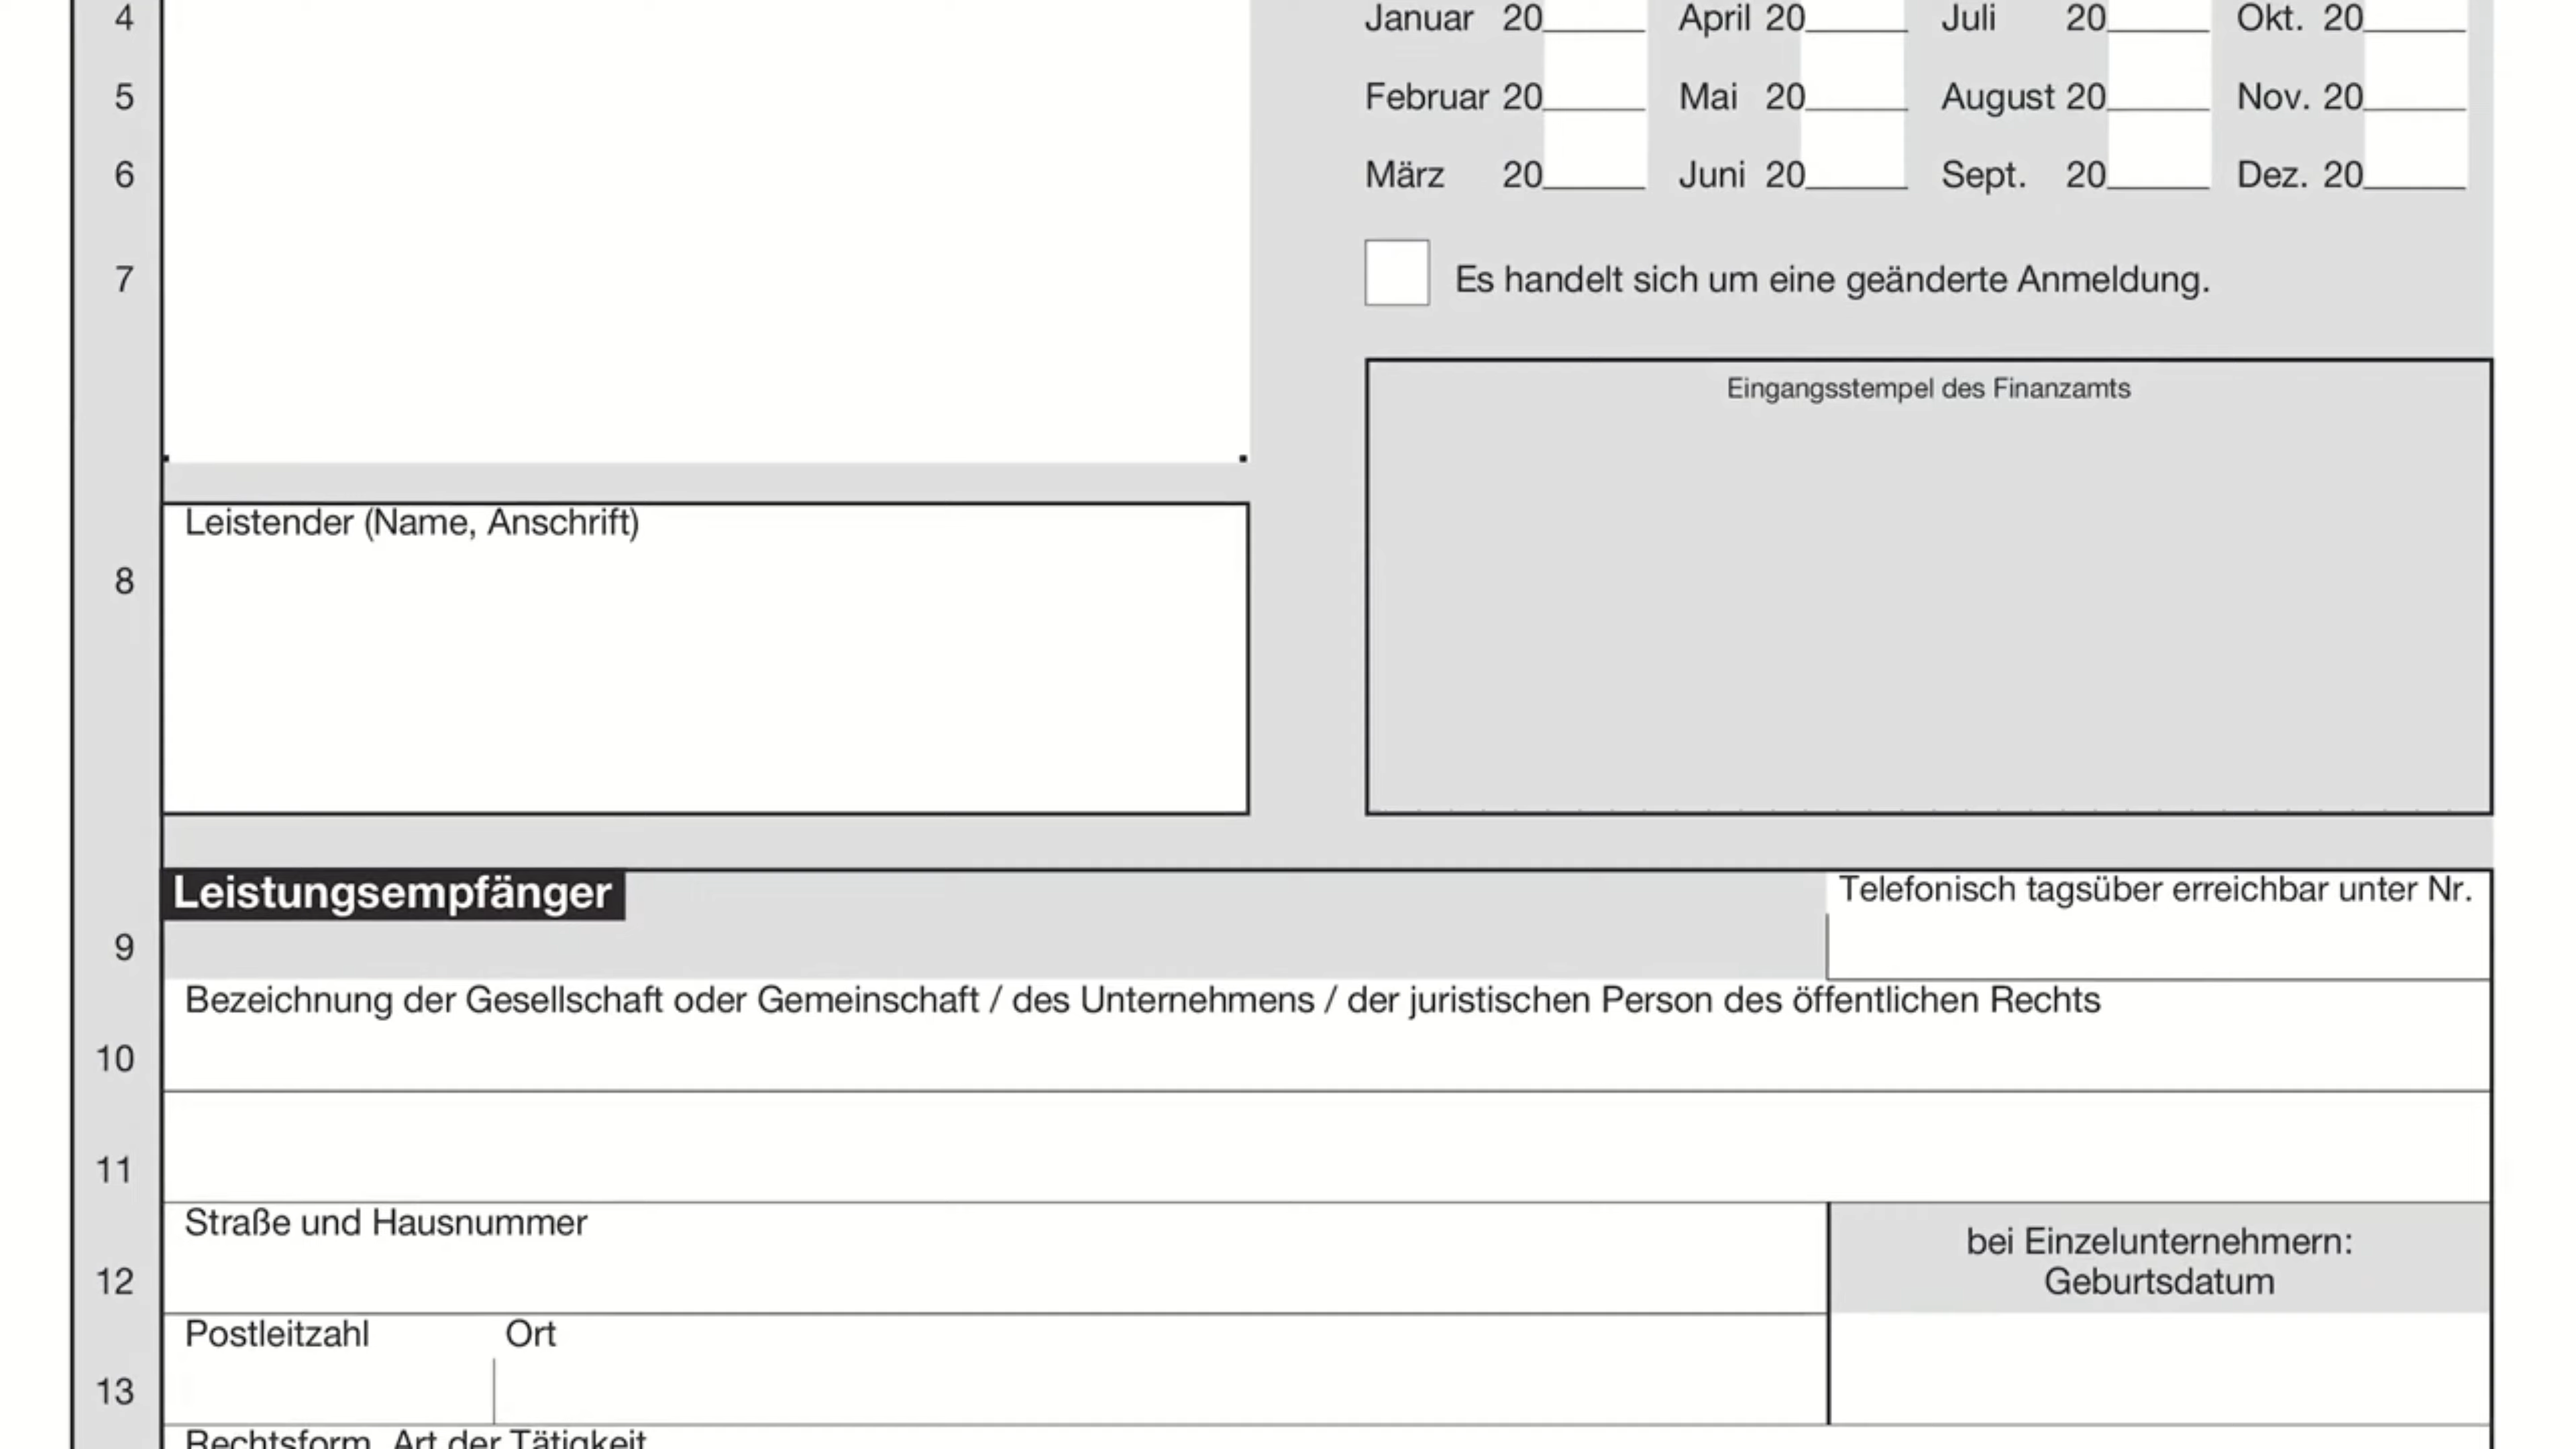 4 Januar 20 April 20 Juli 20 Okt. 20
5 Februar 20 Mai 20 August 20 Nov. 20
6 März 20 Juni 20 Sept. 20 Dez. 20
7 Es handelt sich um eine geänderte Anmeldung.
Eingangsstempel des Finanzamts
Leistender (Name, Anschrift)
8
Leistungsempfänger
Telefonisch tagsüber erreichbar unter Nr.
9
Bezeichnung der Gesellschaft oder Gemeinschaft / des Unternehmens / der juristischen Person des öffentlichen Rechts
10
11
Straße und Hausnummer
bei Einzelunternehmern:
Geburtsdatum
12
Postleitzahl Ort
13
Rechtsform, Art der Tätigkeit